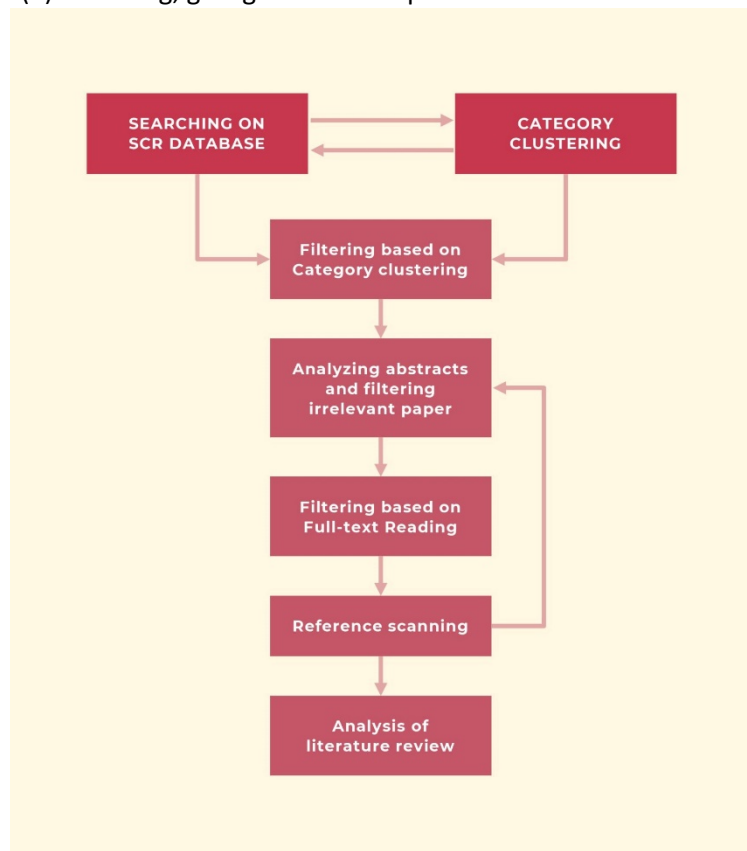 SEARCHING ON
SCR DATABASE
CATEGORY
CLUSTERING
Filtering based on
Category clustering
Analyzing abstracts
and filtering
irrelevant paper
Filtering based on
Full-text Reading
Reference scanning
Analysis of
literature review